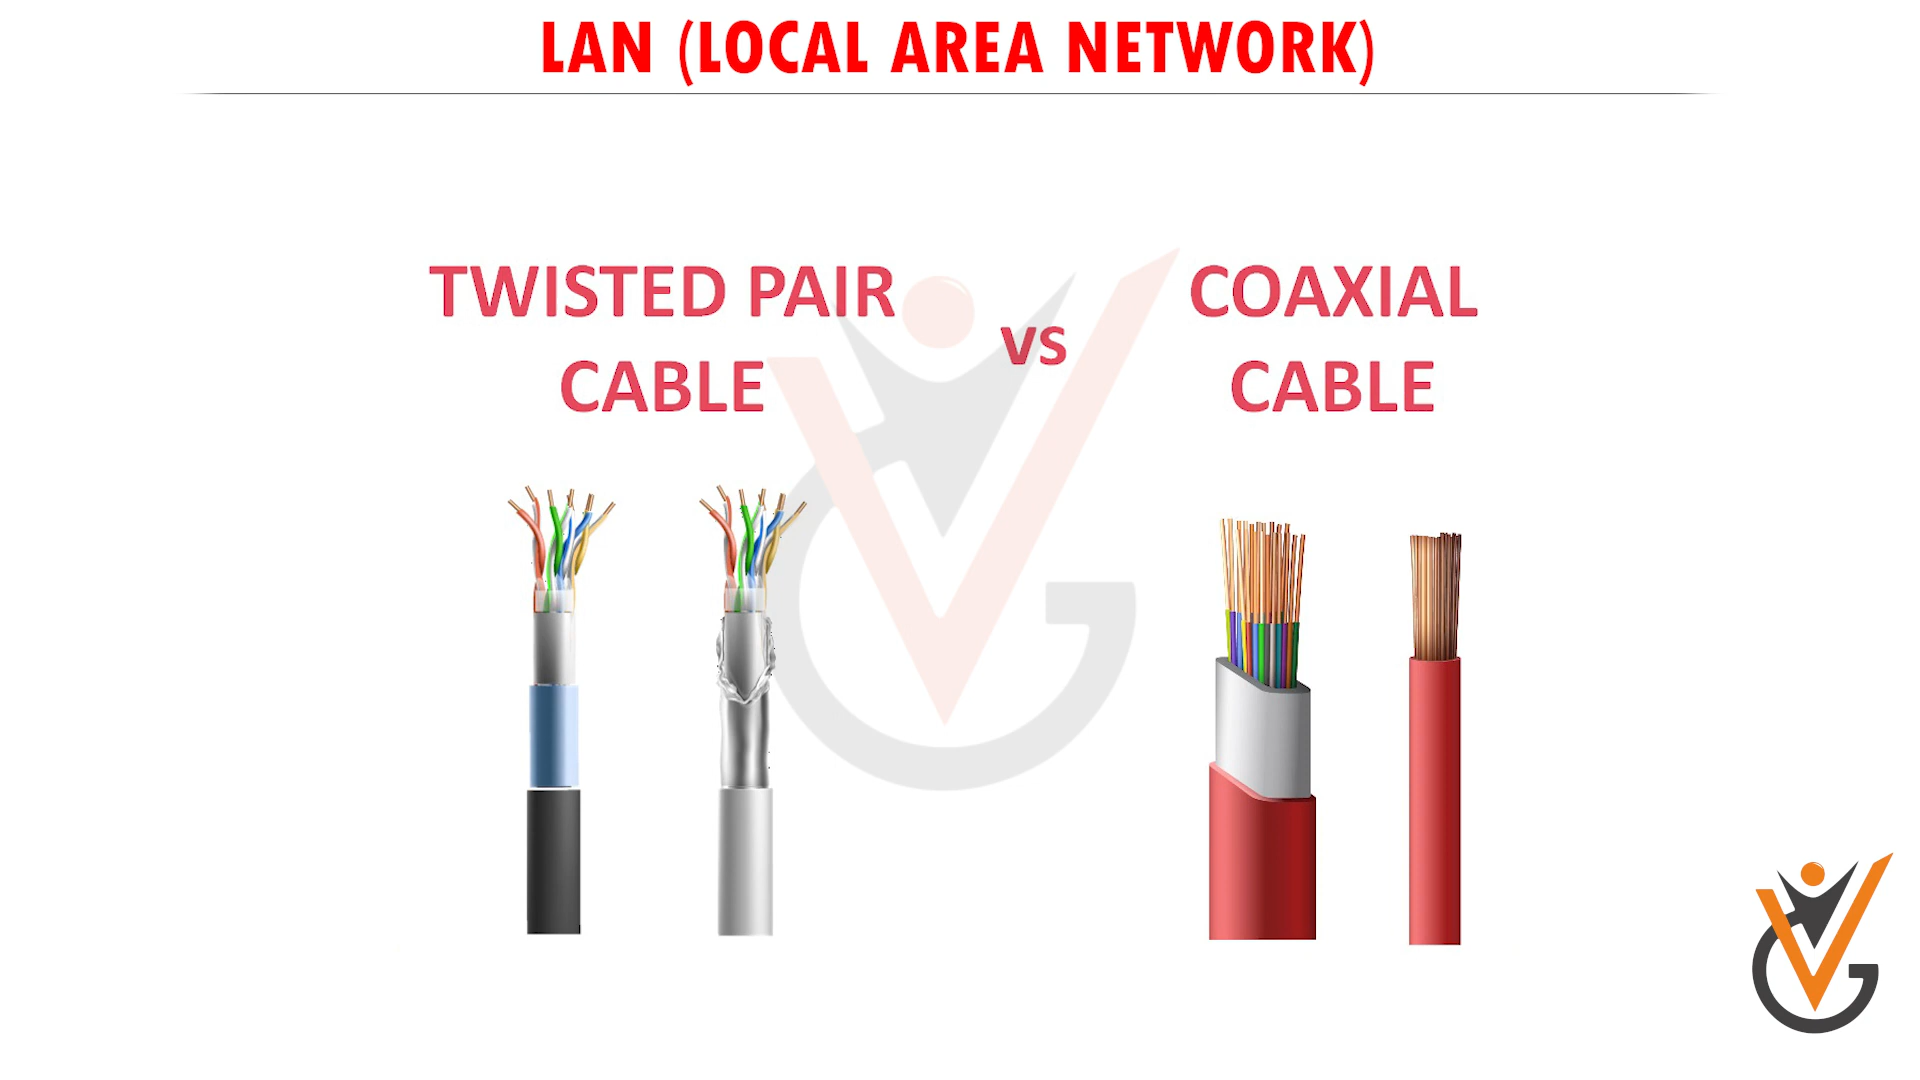 LAN (LOCAL AREA NETWORK)
TWISTED PAIR
CABLE
VS
COAXIAL
CABLE